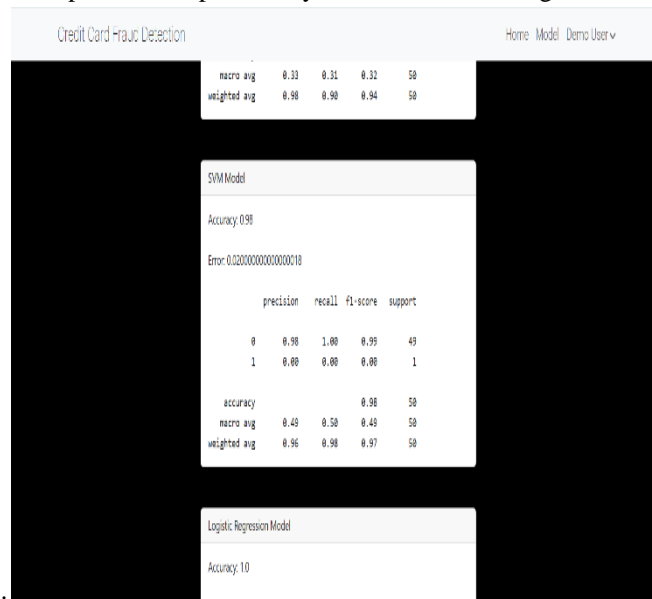 Credit Card Fraud Detection
Home Model Demo User
macro avg 0.33 0.31 0.32 50
weighted avg 0.98 0.90 0.94 50
SVM Model
Accuracy: 0.98
Error: 0.020000000000000018
precision recall f1-score support
0 0.98 1.00 0.99 49
1 0.00 0.00 0.00 1
accuracy 0.98 50
macro avg 0.49 0.50 0.49 50
weighted avg 0.96 0.98 0.97 50
Logistic Regression Model
Accuracy: 1.0